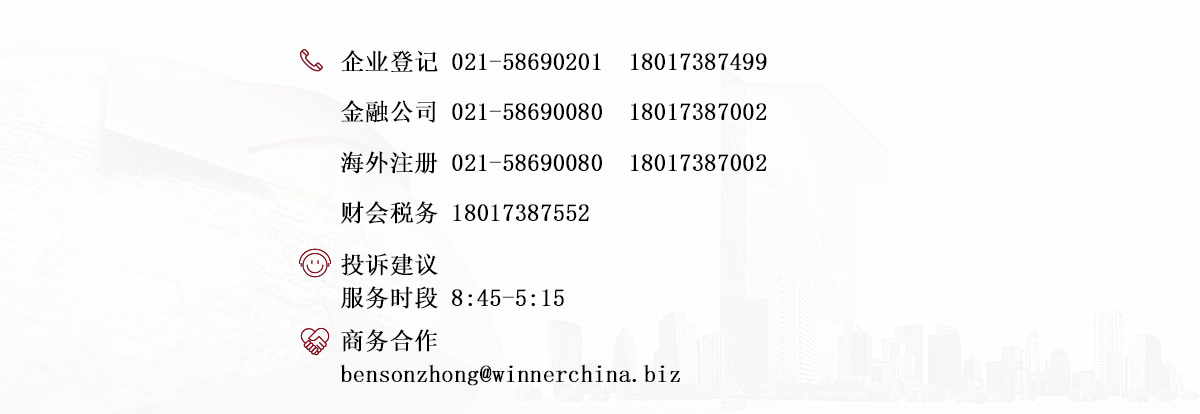 企业登记 021-58690201 18017387499
金融公司 021-58690080 18017387002
海外注册 021-58690080 18017387002
财会税务 18017387552
投诉建议
服务时段 8:45-5:15
商务合作
bensonzhong@winnerchina.biz